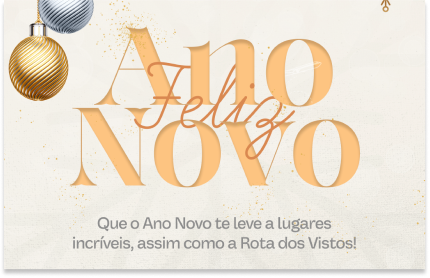 Ano
Feliz
Novo
Que o Ano Novo te leve a lugares
incríveis, assim como a Rota dos Vistos!